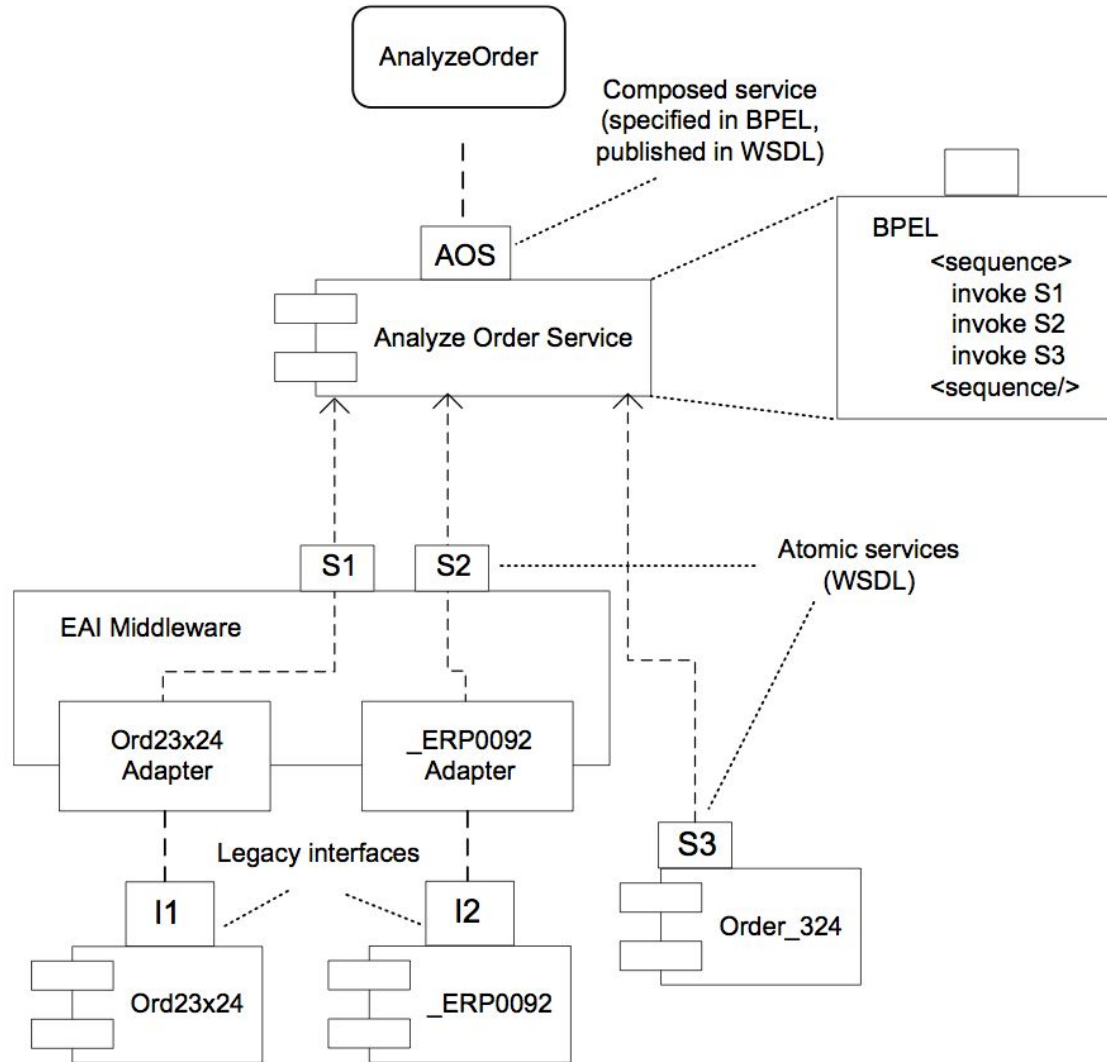 AnalyzeOrder
Composed service
(specified in BPEL,
published in WSDL)
AOS
Analyze Order Service
BPEL
<sequence>
invoke S1
invoke S2
invoke S3
<sequence/>
S1
S2
Atomic services
(WSDL)
EAI Middleware
Ord23x24
Adapter
_ERP0092
Adapter
S3
Order_324
Legacy interfaces
I1
I2
Ord23x24
_ERP0092